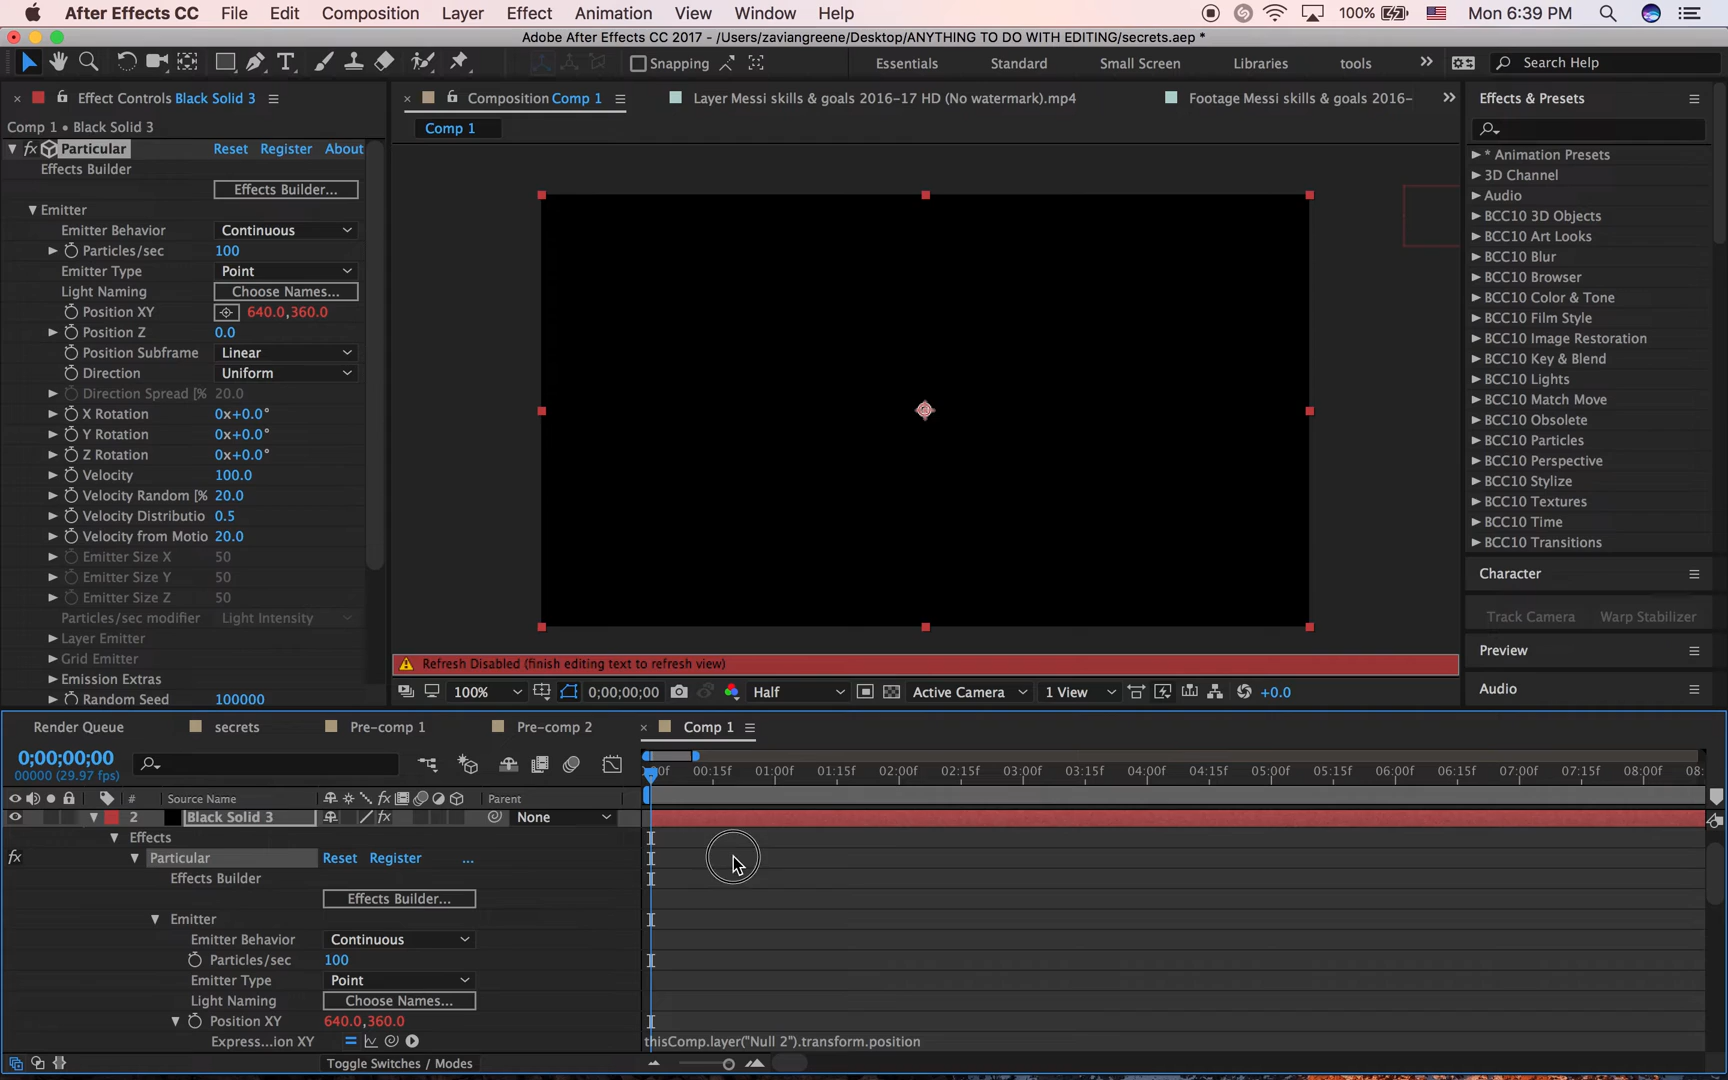 After Effects CC File Edit Composition Layer Effect Animation View Window Help 100% Mon 6:39 PM
Adobe After Effects CC 2017 - /Users/zaviangreene/Desktop/ANYTHING TO DO WITH EDITING/secrets.aep *
Snapping Essentials Standard Small Screen Libraries tools Search Help
Effect Controls Black Solid 3
Comp 1 • Black Solid 3
fx Particular Reset Register About
Effects Builder
Effects Builder...
Emitter
Emitter Behavior Continuous
Particles/sec 100
Emitter Type Point
Light Naming Choose Names...
Position XY 640.0,360.0
Position Z 0.0
Position Subframe Linear
Direction Uniform
Direction Spread [% 20.0
X Rotation 0x+0.0°
Y Rotation 0x+0.0°
Z Rotation 0x+0.0°
Velocity 100.0
Velocity Random [% 20.0
Velocity Distributio 0.5
Velocity from Motio 20.0
Emitter Size X 50
Emitter Size Y 50
Emitter Size Z 50
Particles/sec modifier Light Intensity
Layer Emitter
Grid Emitter
Emission Extras
Random Seed 100000
Composition Comp 1 Layer Messi skills & goals 2016-17 HD (No watermark).mp4 Footage Messi skills & goals 2016-
Comp 1
Refresh Disabled (finish editing text to refresh view)
100% 0;00;00;00 Half Active Camera 1 View +0.0
Effects & Presets
* Animation Presets
3D Channel
Audio
BCC10 3D Objects
BCC10 Art Looks
BCC10 Blur
BCC10 Browser
BCC10 Color & Tone
BCC10 Film Style
BCC10 Image Restoration
BCC10 Key & Blend
BCC10 Lights
BCC10 Match Move
BCC10 Obsolete
BCC10 Particles
BCC10 Perspective
BCC10 Stylize
BCC10 Textures
BCC10 Time
BCC10 Transitions
Character
Track Camera Warp Stabilizer
Preview
Audio
Render Queue secrets Pre-comp 1 Pre-comp 2 Comp 1
0;00;00;00
00000 (29.97 fps)
00f 00:15f 01:00f 01:15f 02:00f 02:15f 03:00f 03:15f 04:00f 04:15f 05:00f 05:15f 06:00f 06:15f 07:00f 07:15f 08:00f 08:
# Source Name fx Parent
2 Black Solid 3 fx None
Effects
fx Particular Reset Register ...
Effects Builder
Effects Builder...
Emitter
Emitter Behavior Continuous
Particles/sec 100
Emitter Type Point
Light Naming Choose Names...
Position XY 640.0,360.0
Express...ion XY thisComp.layer("Null 2").transform.position
Toggle Switches / Modes